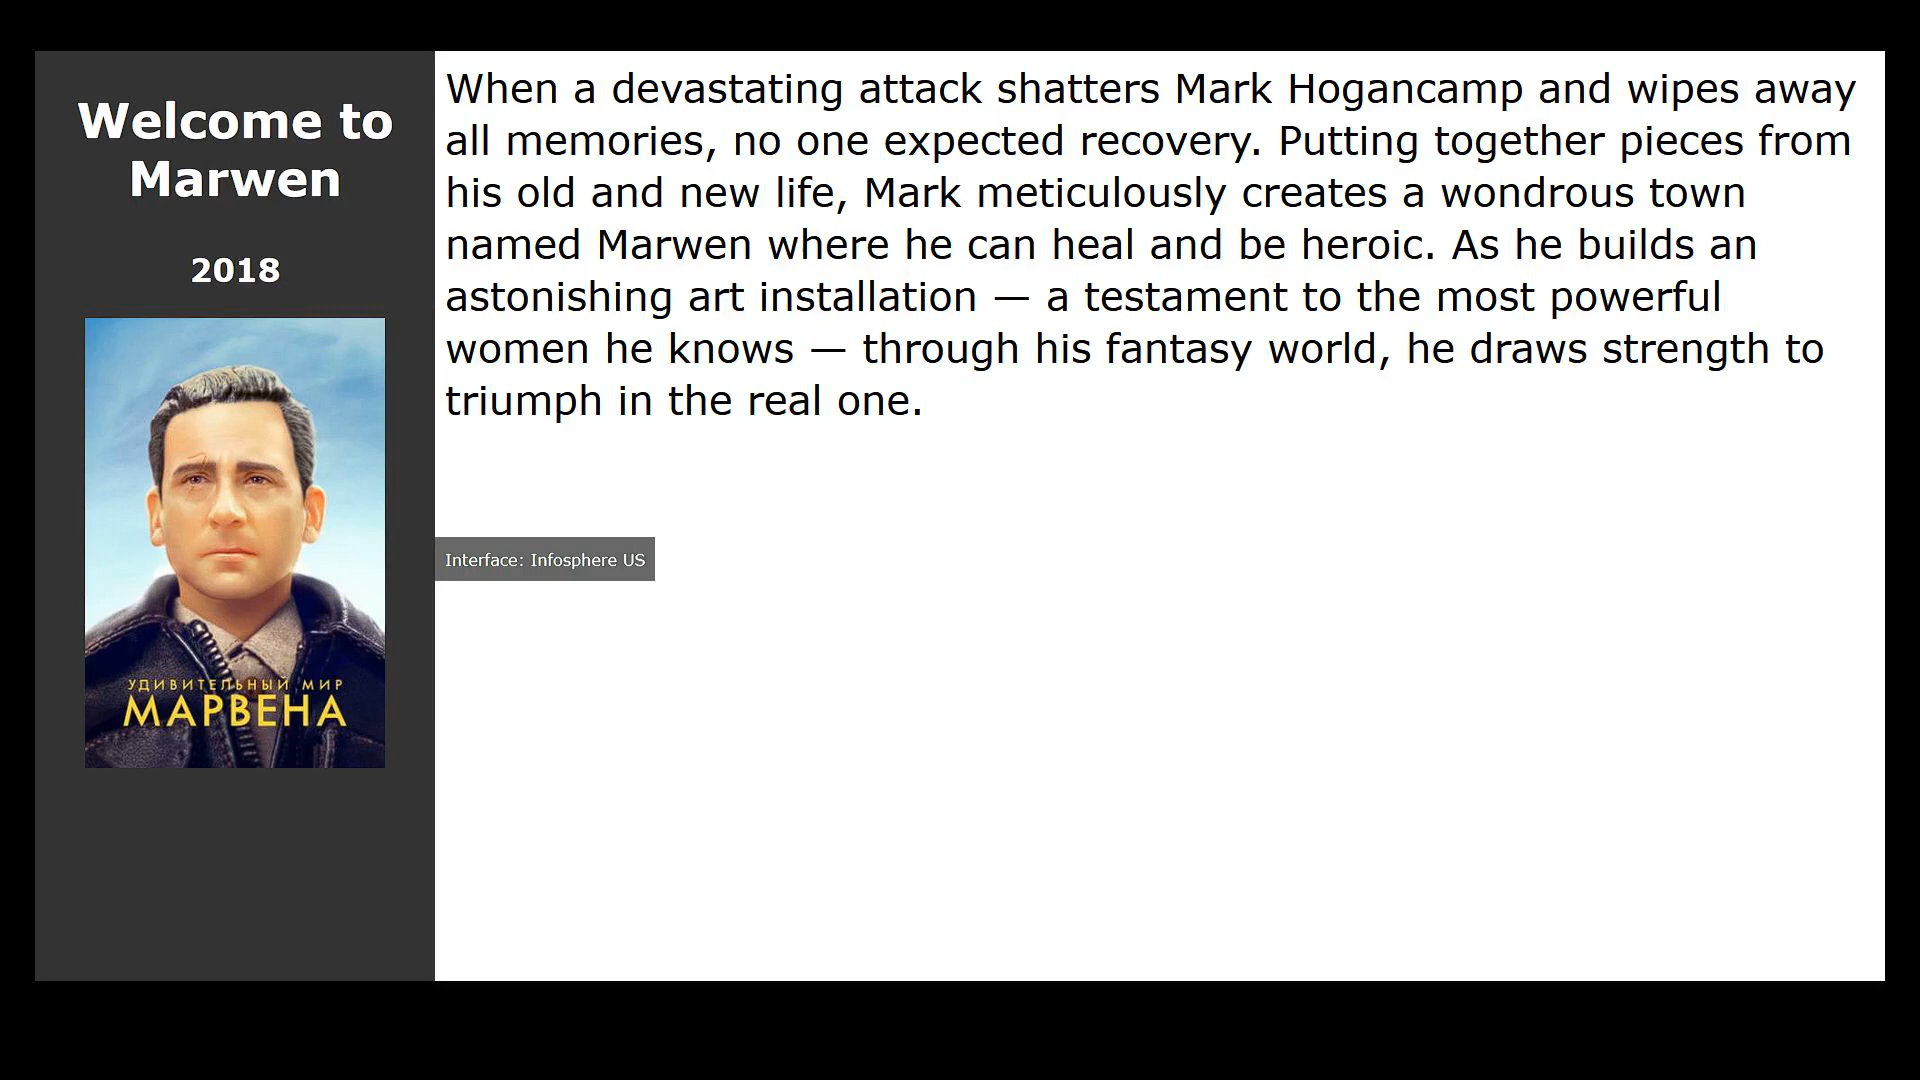 Welcome to
Marwen
2018
УДИВИТЕЛЬНЫЙ МИР
МАРВЕНА
When a devastating attack shatters Mark Hogancamp and wipes away
all memories, no one expected recovery. Putting together pieces from
his old and new life, Mark meticulously creates a wondrous town
named Marwen where he can heal and be heroic. As he builds an
astonishing art installation — a testament to the most powerful
women he knows — through his fantasy world, he draws strength to
triumph in the real one.
Interface: Infosphere US